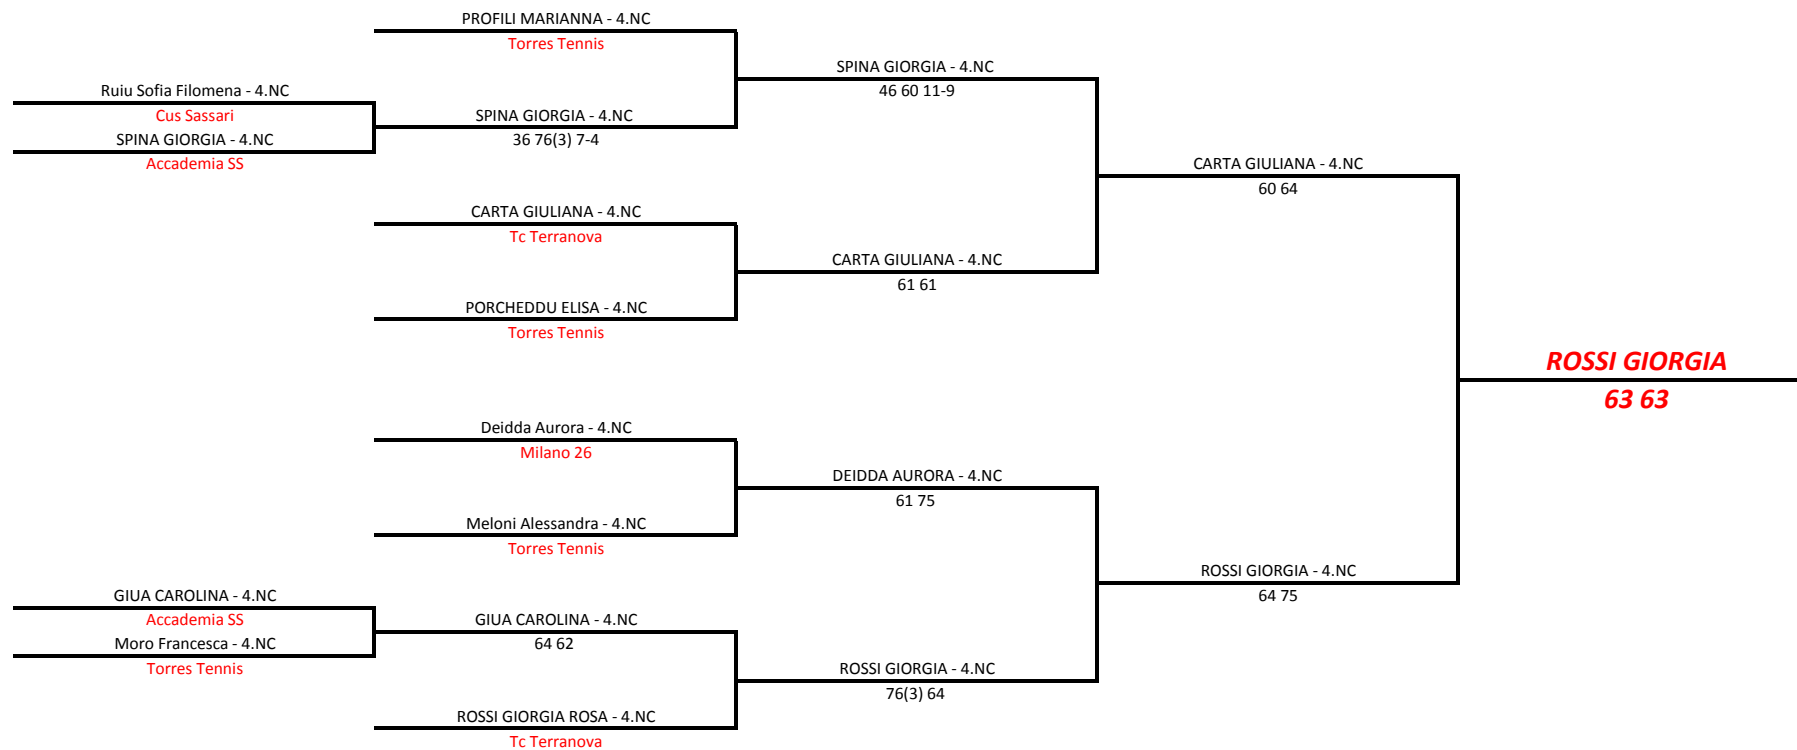 PROFILI MARIANNA - 4.NC
Torres Tennis
Ruiu Sofia Filomena - 4.NC
Cus Sassari
SPINA GIORGIA - 4.NC
Accademia SS
SPINA GIORGIA - 4.NC
36 76(3) 7-4
SPINA GIORGIA - 4.NC
46 60 11-9
CARTA GIULIANA - 4.NC
Tc Terranova
PORCHEDDU ELISA - 4.NC
Torres Tennis
CARTA GIULIANA - 4.NC
61 61
CARTA GIULIANA - 4.NC
60 64
Deidda Aurora - 4.NC
Milano 26
Meloni Alessandra - 4.NC
Torres Tennis
DEIDDA AURORA - 4.NC
61 75
GIUA CAROLINA - 4.NC
Accademia SS
Moro Francesca - 4.NC
Torres Tennis
GIUA CAROLINA - 4.NC
64 62
ROSSI GIORGIA ROSA - 4.NC
Tc Terranova
ROSSI GIORGIA - 4.NC
76(3) 64
ROSSI GIORGIA - 4.NC
64 75
ROSSI GIORGIA
63 63